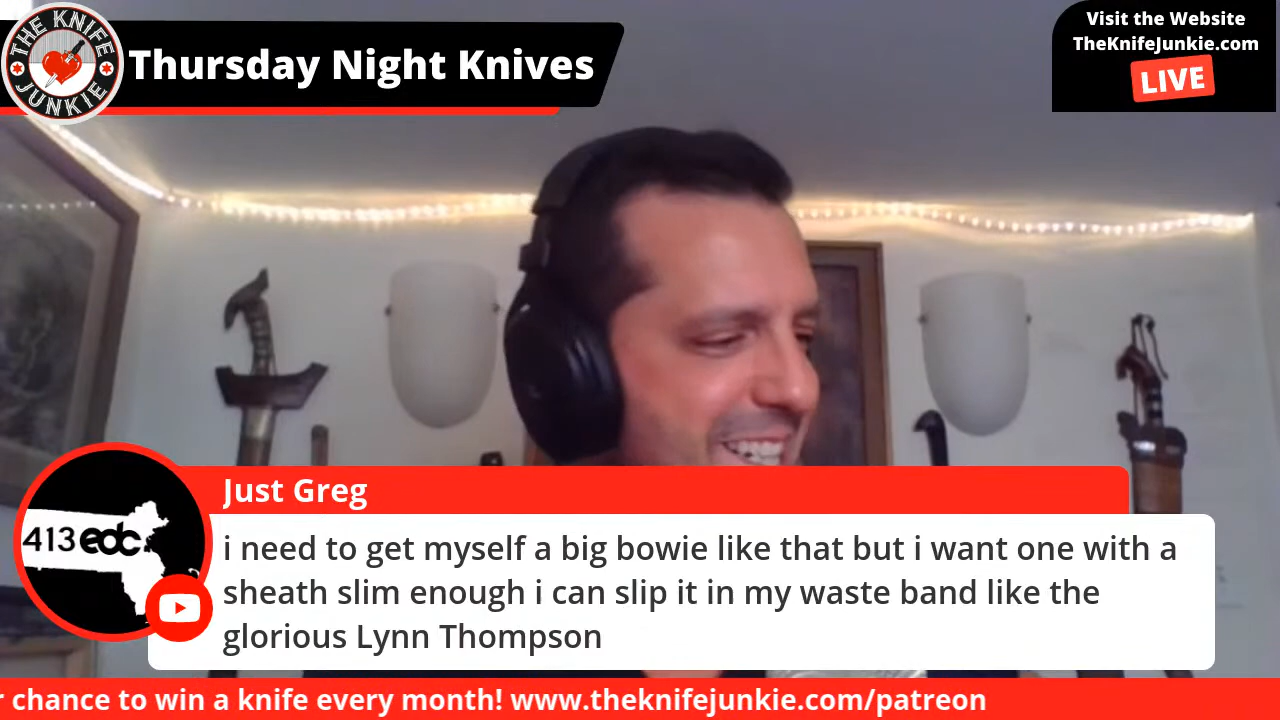 THE KNIFE
JUNKIE
Thursday Night Knives
Visit the Website
TheKnifeJunkie.com
LIVE
Just Greg
413edc
i need to get myself a big bowie like that but i want one with a
sheath slim enough i can slip it in my waste band like the
glorious Lynn Thompson
chance to win a knife every month! www.theknifejunkie.com/patreon